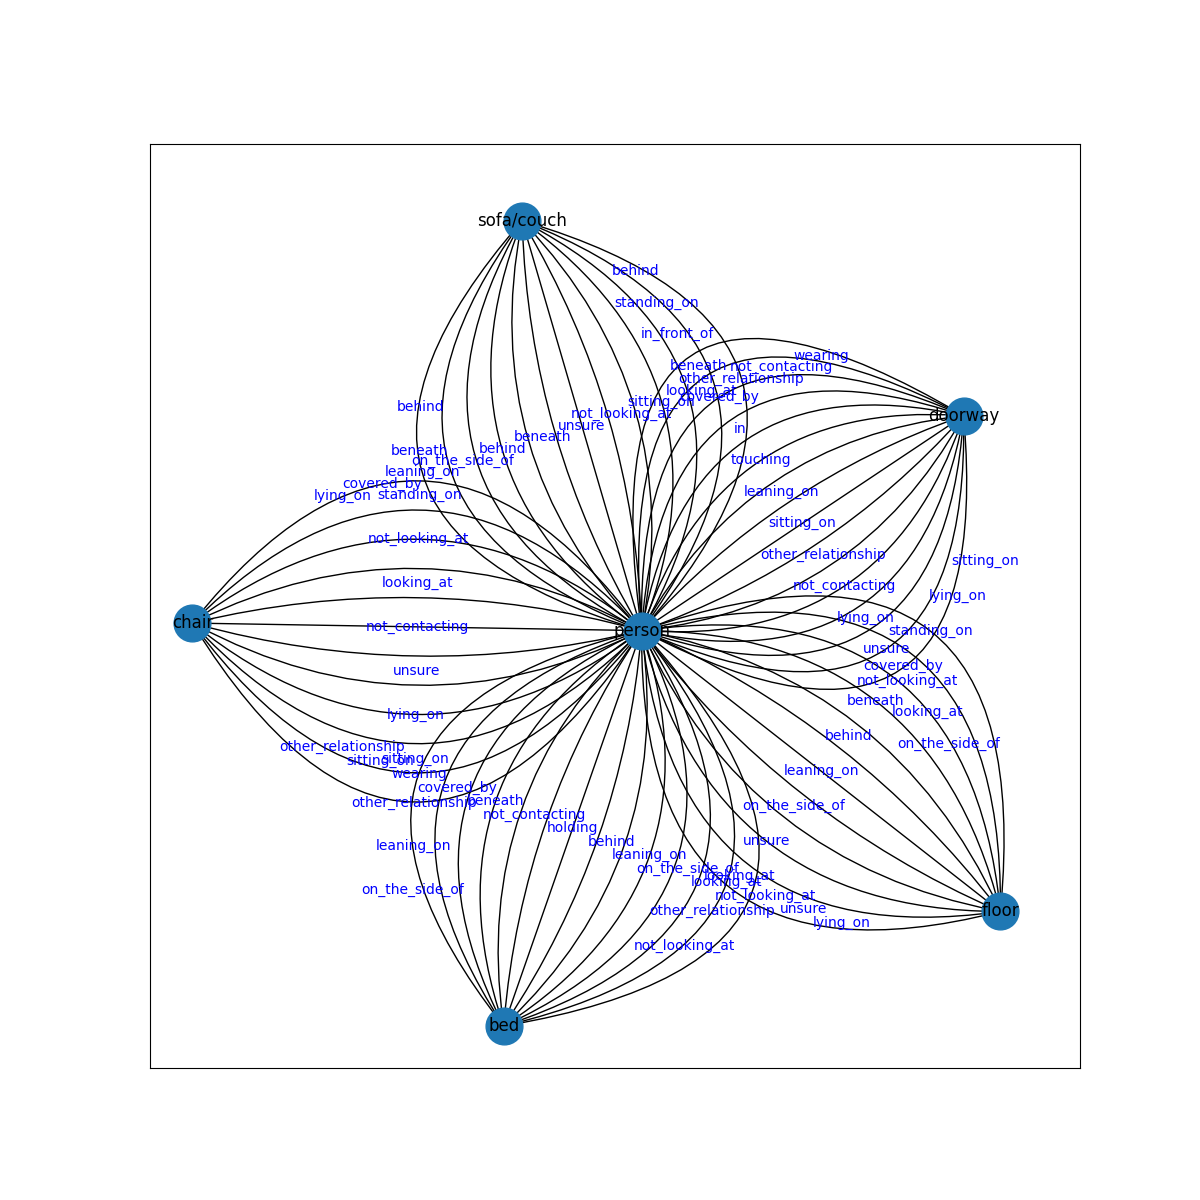 sofa/couch
behind
standing_on
in_front_of
wearing
beneath
not_contacting
other_relationship
looking_at
covered_by
sitting_on
behind
not_looking_at
doorway
unsure
in
beneath
behind
beneath
on_the_side_of
touching
leaning_on
covered_by
leaning_on
lying_on
standing_on
sitting_on
not_looking_at
other_relationship
sitting_on
looking_at
not_contacting
lying_on
chair
not_contacting
person
lying_on
standing_on
unsure
covered_by
unsure
not_looking_at
beneath
looking_at
lying_on
behind
on_the_side_of
other_relationship
sitting_on
sitting_on
leaning_on
wearing
covered_by
other_relationship
beneath
on_the_side_of
not_contacting
holding
leaning_on
behind
unsure
leaning_on
on_the_side_of
looking_at
looking_at
on_the_side_of
not_looking_at
other_relationship
unsure
floor
lying_on
not_looking_at
bed